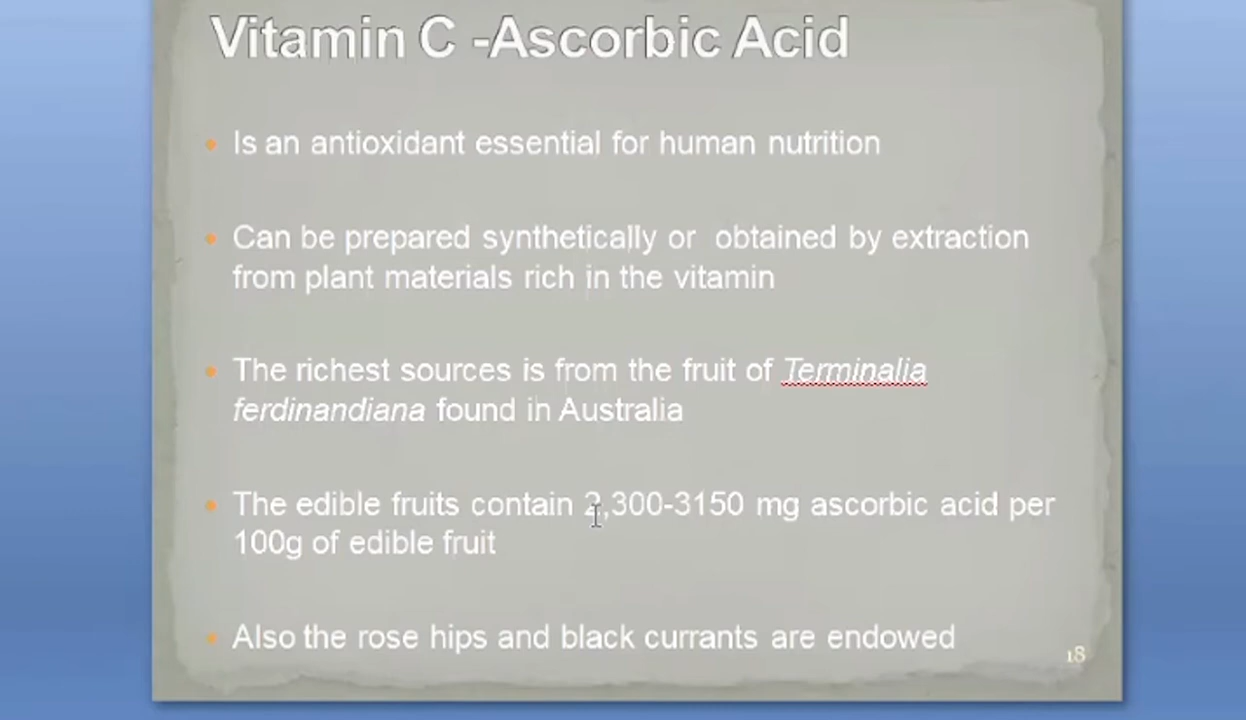 Vitamin C -Ascorbic Acid
• Is an antioxidant essential for human nutrition
• Can be prepared synthetically or obtained by extraction
from plant materials rich in the vitamin
• The richest sources is from the fruit of Terminalia
ferdinandiana found in Australia
• The edible fruits contain 2,300-3150 mg ascorbic acid per
100g of edible fruit
• Also the rose hips and black currants are endowed
18